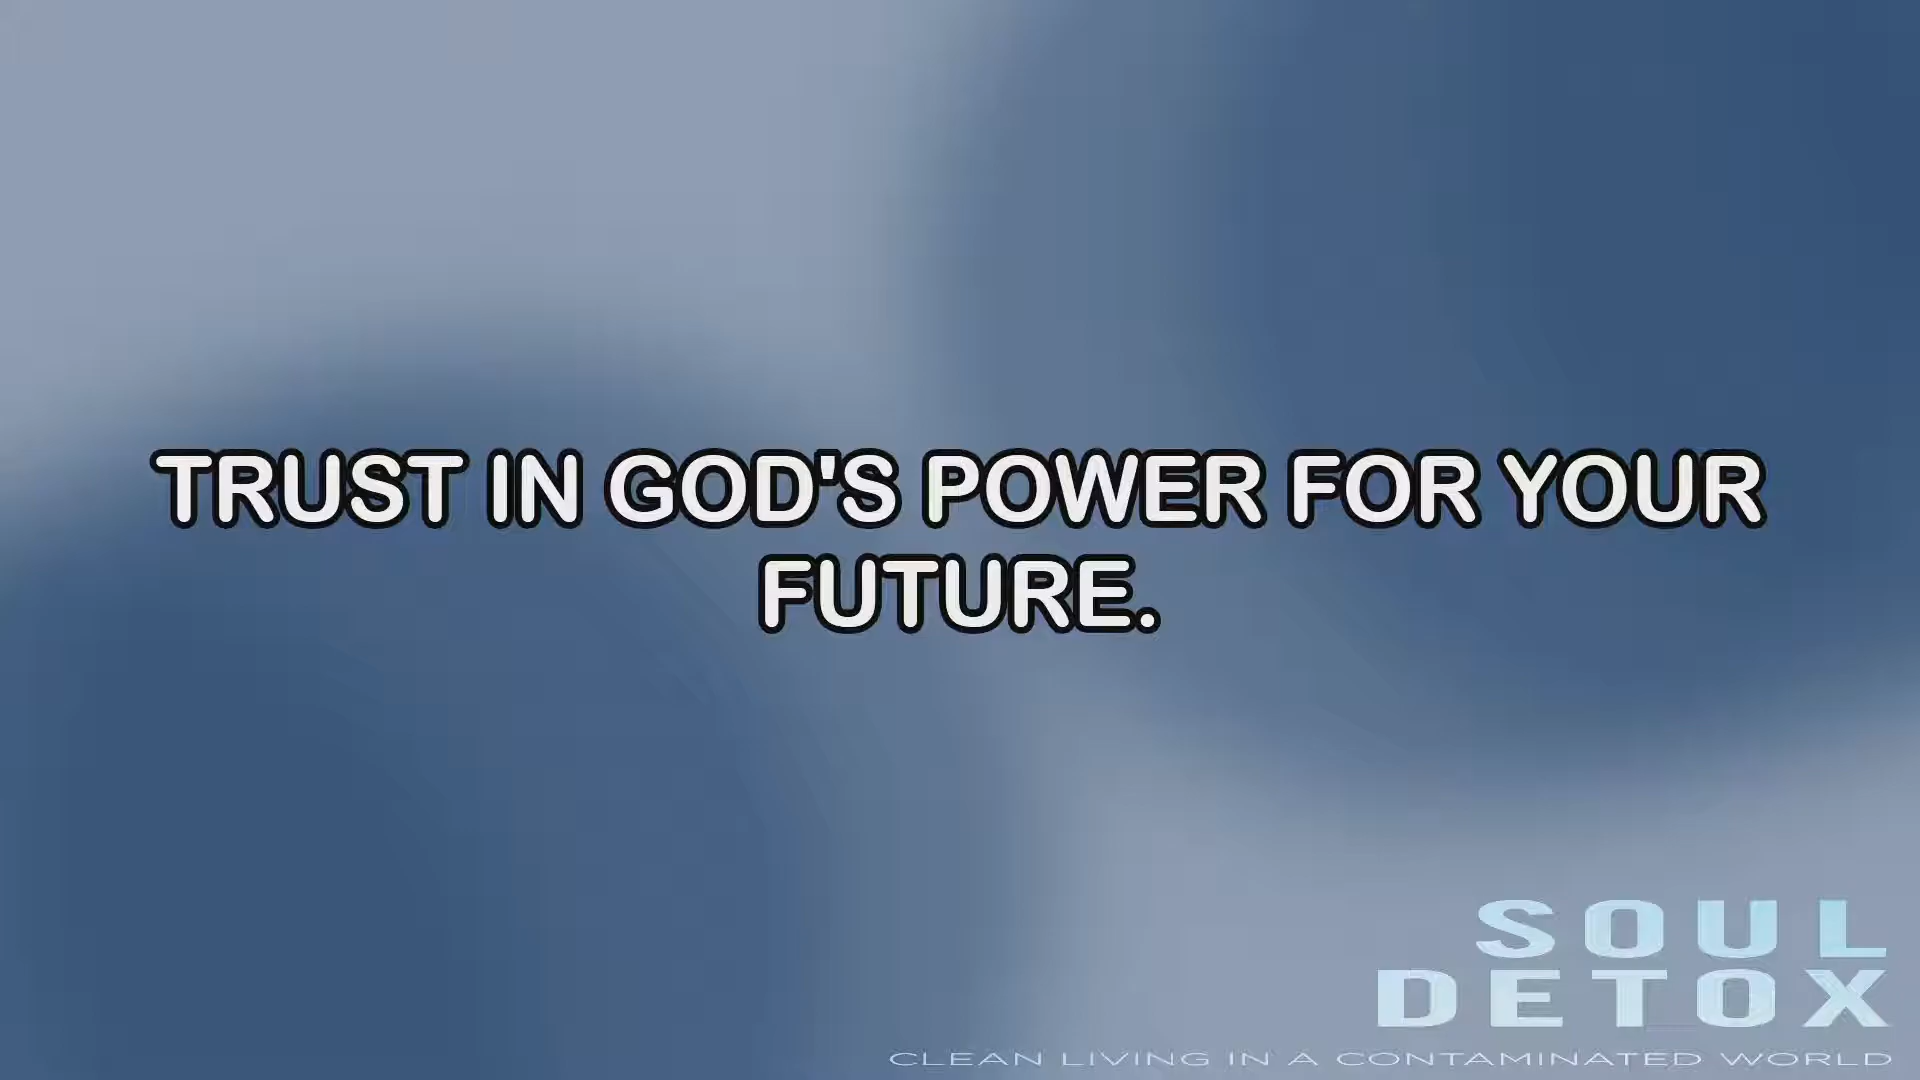 TRUST IN GOD'S POWER FOR YOUR
FUTURE.
SOUL
DETOX
CLEAN LIVING IN A CONTAMINATED WORLD